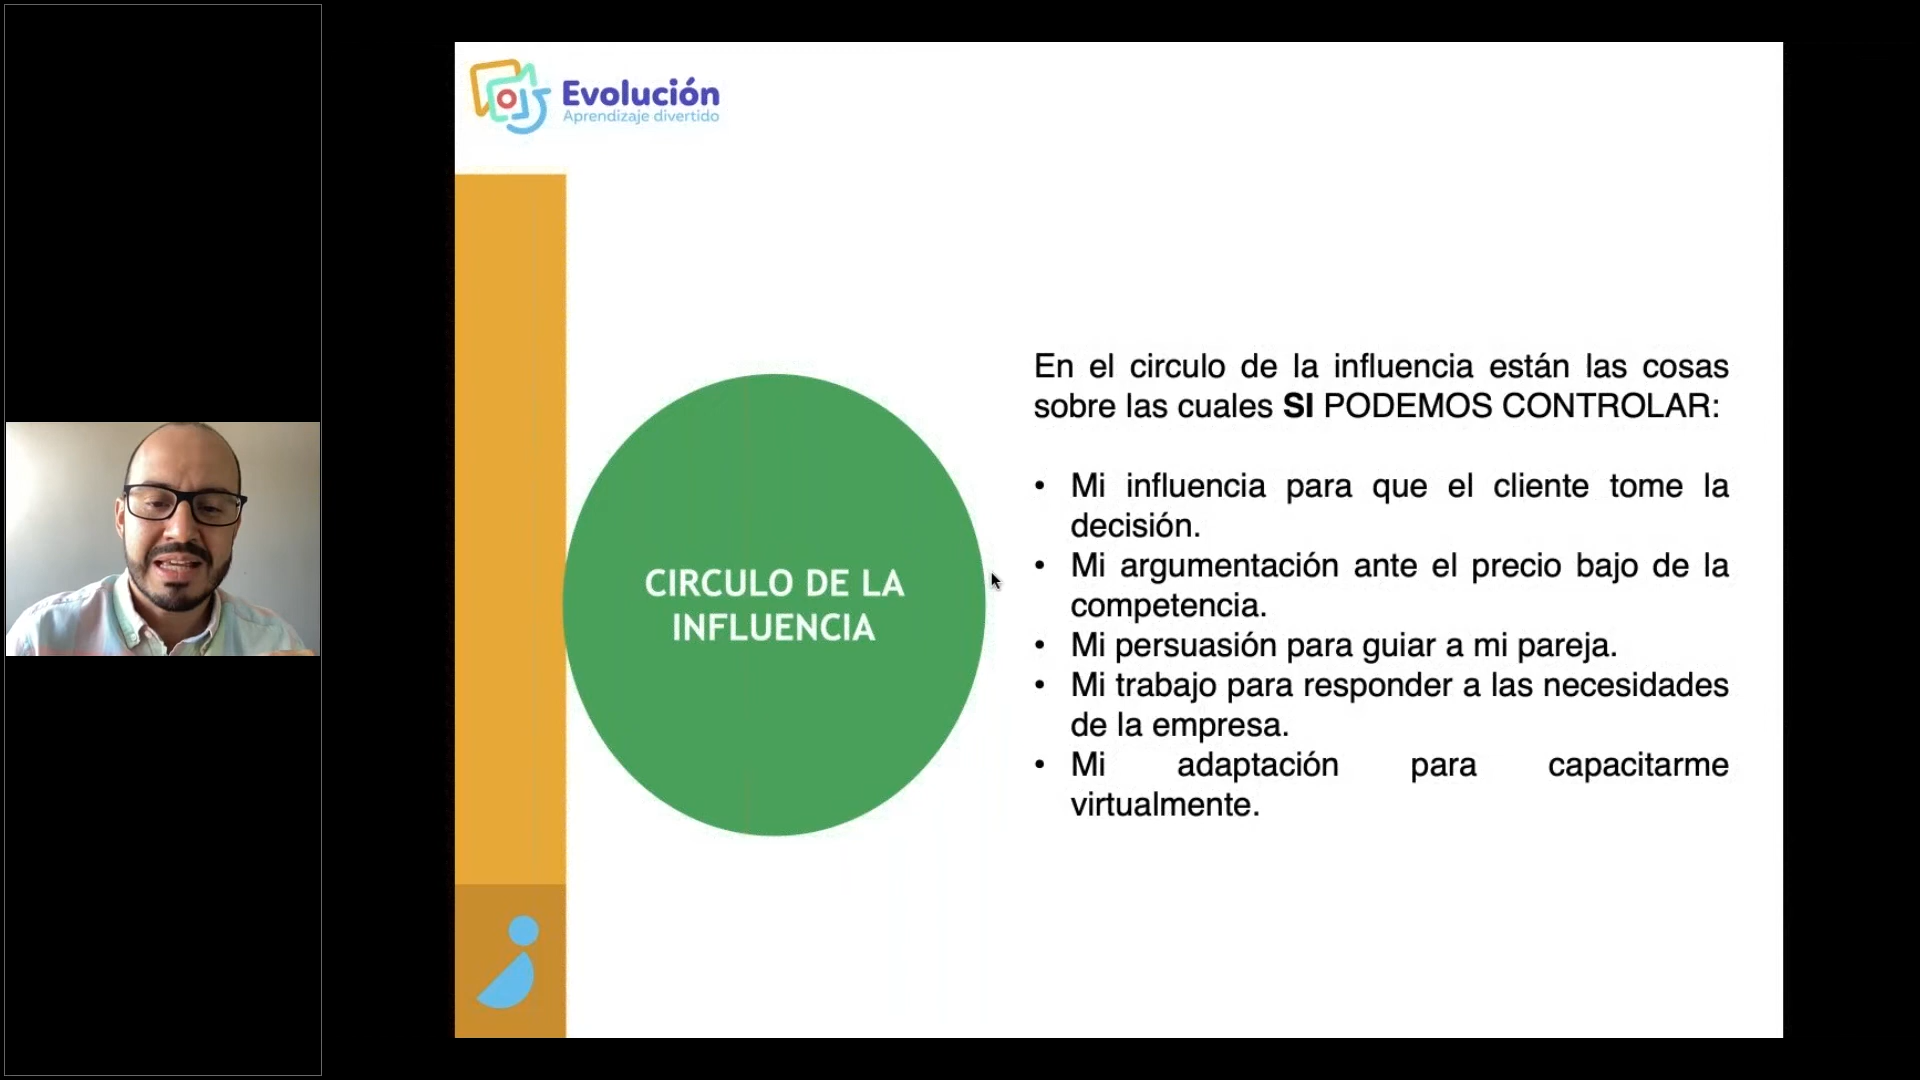 Evolución
Aprendizaje divertido
CIRCULO DE LA
INFLUENCIA
En el circulo de la influencia están las cosas
sobre las cuales SI PODEMOS CONTROLAR:
• Mi influencia para que el cliente tome la
decisión.
• Mi argumentación ante el precio bajo de la
competencia.
• Mi persuasión para guiar a mi pareja.
• Mi trabajo para responder a las necesidades
de la empresa.
• Mi adaptación para capacitarme
virtualmente.